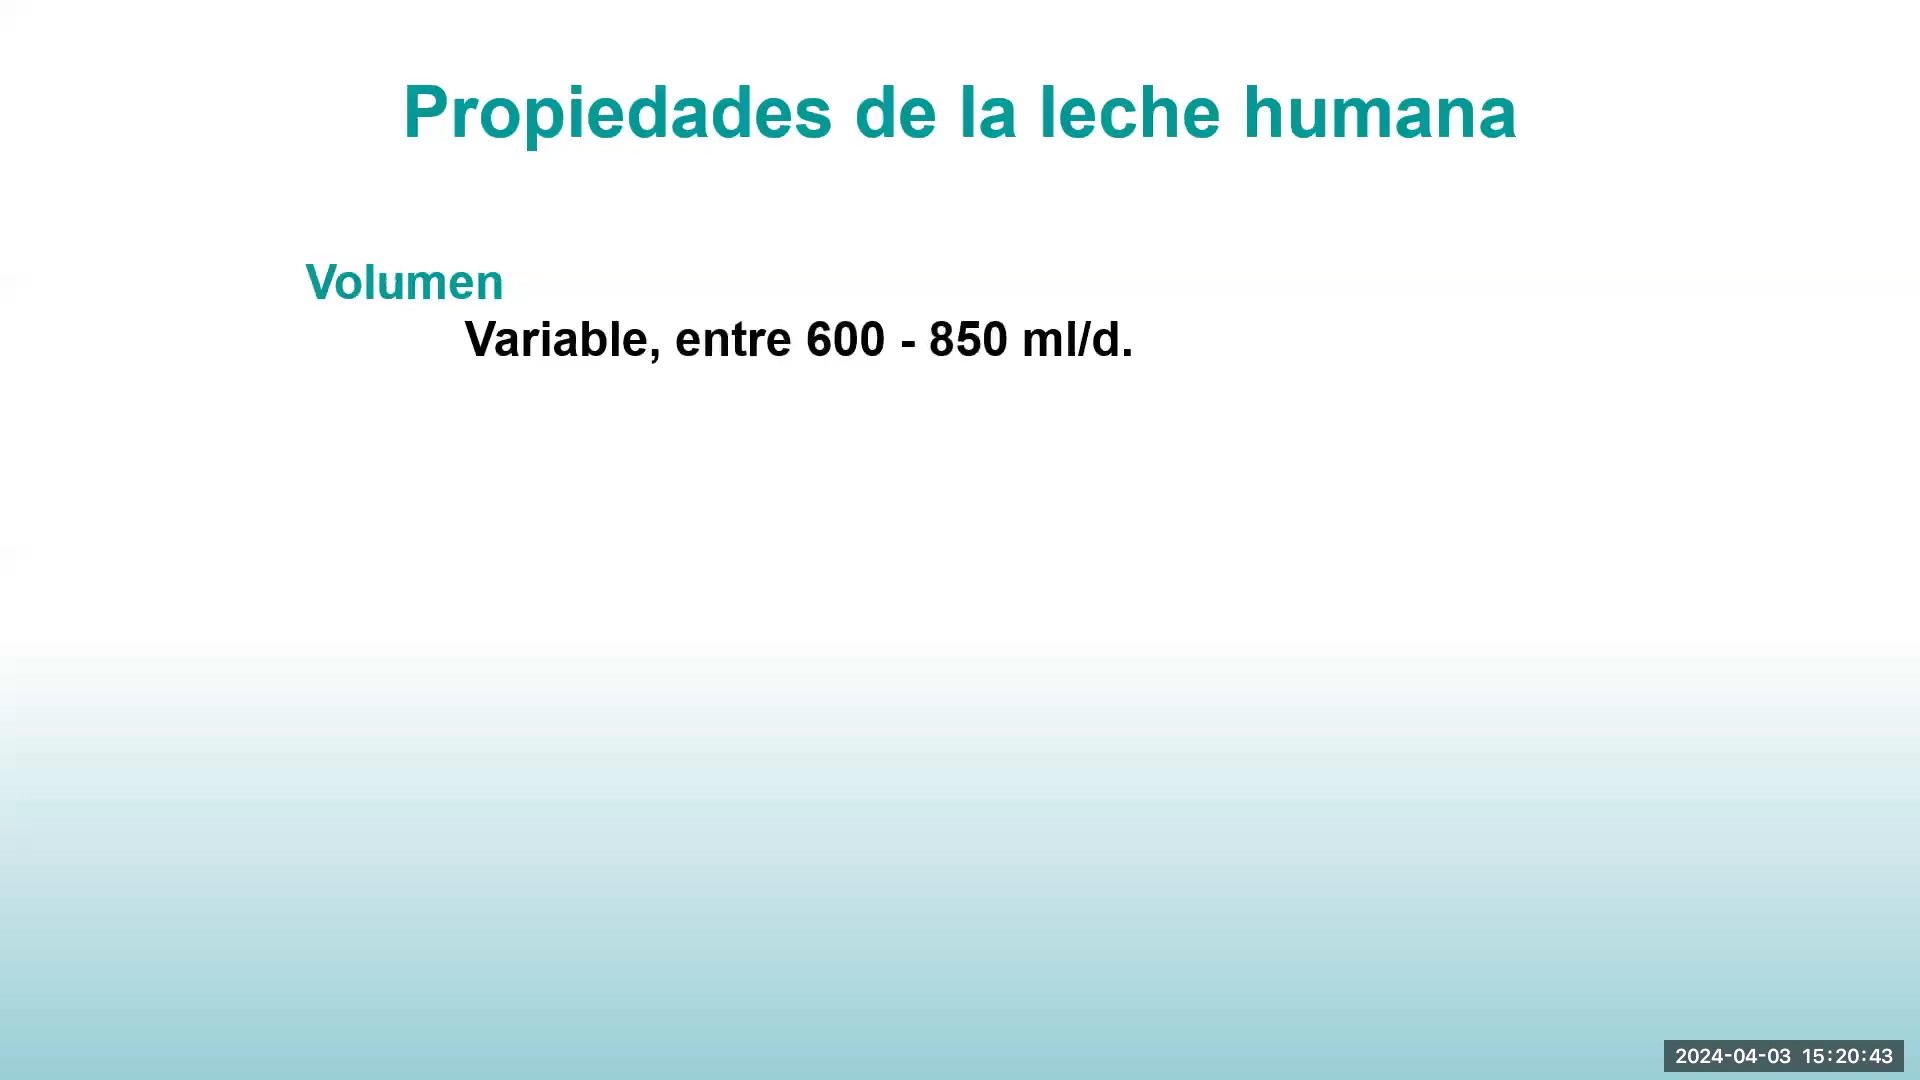 Propiedades de la leche humana
Volumen
Variable, entre 600 - 850 ml/d.
2024-04-03 15:20:43